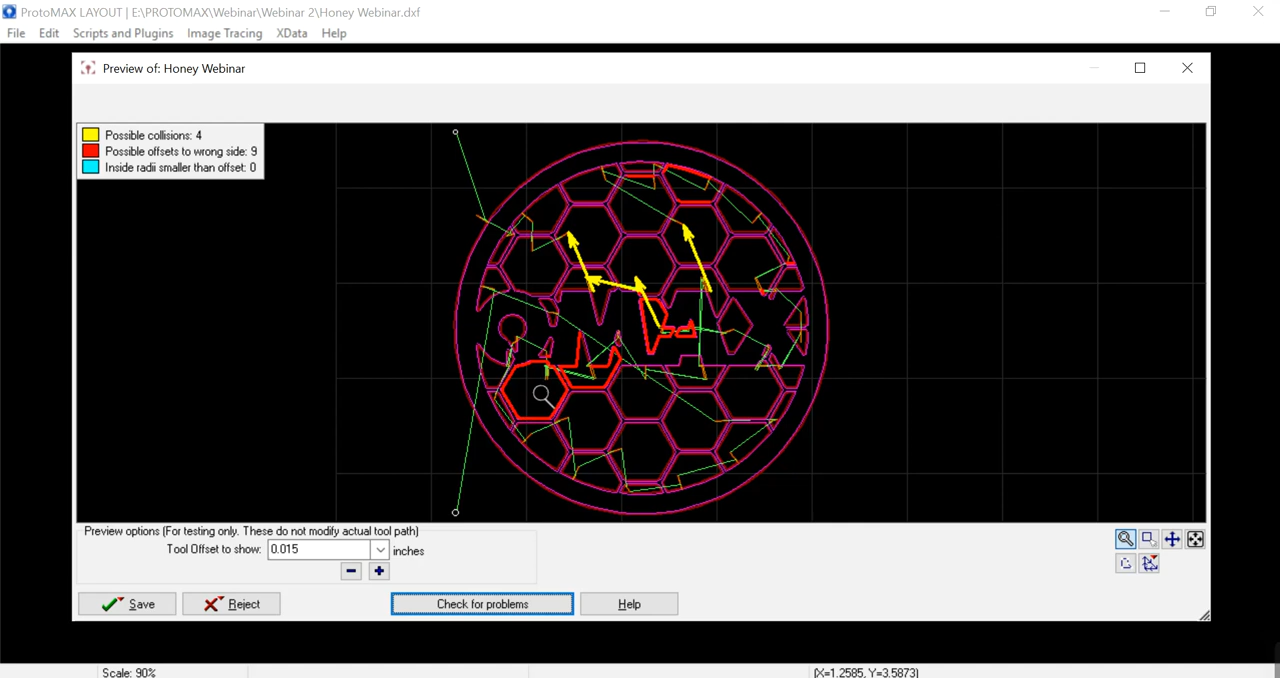 ProtoMAX LAYOUT | E:\PROTOMAX\Webinar\Webinar 2\Honey Webinar.dxf
File Edit Scripts and Plugins Image Tracing XData Help
Preview of: Honey Webinar
Possible collisions: 4
Possible offsets to wrong side: 9
Inside radii smaller than offset: 0
Preview options (For testing only. These do not modify actual tool path)
Tool Offset to show: 0.015 inches
Save Reject Check for problems Help
Scale: 90% (X=1.2585, Y=3.5873)